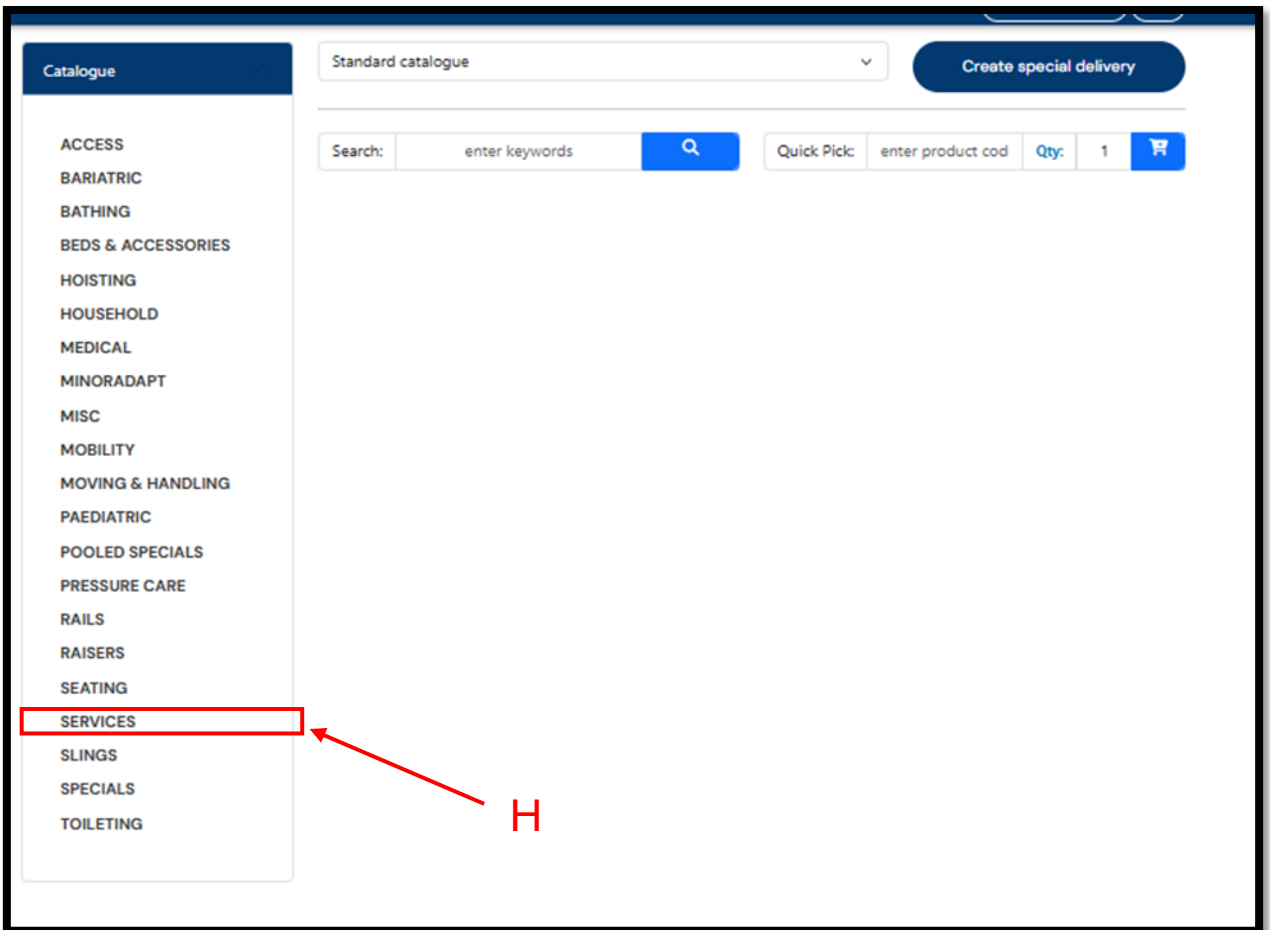 Catalogue
Standard catalogue
Create special delivery
Search: enter keywords
Quick Pick: enter product cod Qty: 1
ACCESS
BARIATRIC
BATHING
BEDS & ACCESSORIES
HOISTING
HOUSEHOLD
MEDICAL
MINORADAPT
MISC
MOBILITY
MOVING & HANDLING
PAEDIATRIC
POOLED SPECIALS
PRESSURE CARE
RAILS
RAISERS
SEATING
SERVICES
SLINGS
SPECIALS
TOILETING
H